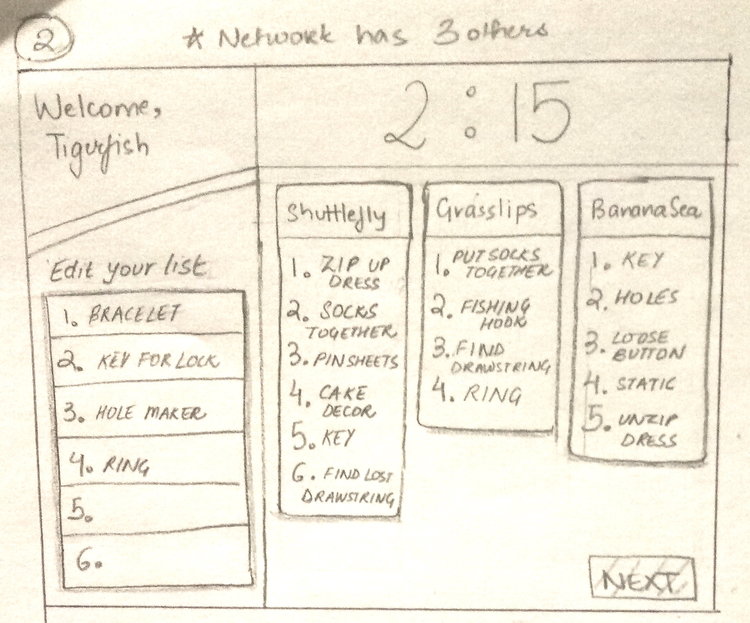 2
* Network has 3 others
Welcome,
Tigerfish
2:15
Edit your list
1. BRACELET
2. KEY FOR LOCK
3. HOLE MAKER
4. RING
5.
6.
Shuttlefly
1. ZIP UP
DRESS
2. SOCKS
TOGETHER
3. PIN SHEETS
4. CAKE
DECOR
5. KEY
6. FIND LOST
DRAWSTRING
Grasslips
1. PUT SOCKS
TOGETHER
2. FISHING
HOOK
3. FIND
DRAWSTRING
4. RING
BananaSea
1. KEY
2. HOLES
3. LOOSE
BUTTON
4. STATIC
5. UNZIP
DRESS
NEXT